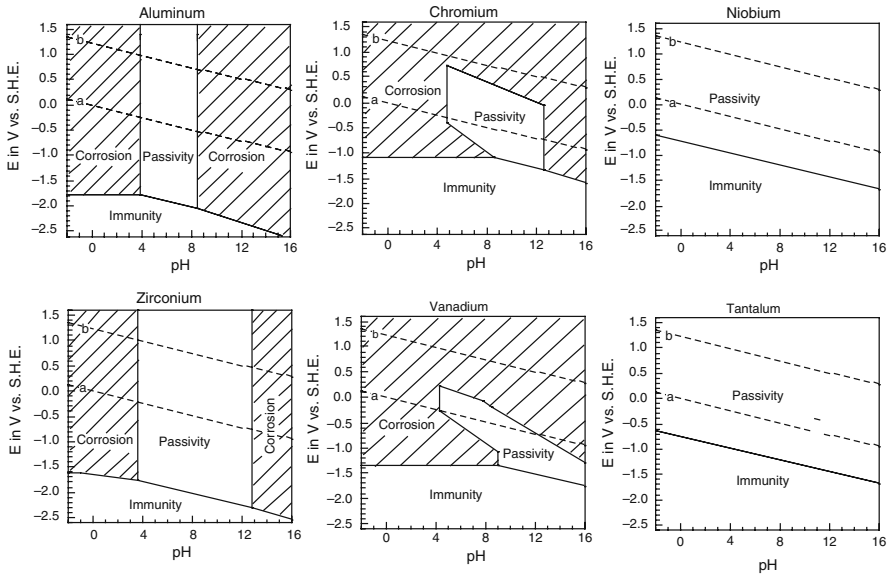 Aluminum
E in V vs. S.H.E.
1.5
1.0
0.5
0.0
−0.5
−1.0
−1.5
−2.0
−2.5
b
a
Corrosion
Passivity
Corrosion
Immunity
0 4 8 12 16
pH
Chromium
E in V vs. S.H.E.
1.5
1.0
0.5
0.0
−0.5
−1.0
−1.5
−2.0
−2.5
b
a
Corrosion
Passivity
Immunity
0 4 8 12 16
pH
Niobium
E in V vs. S.H.E.
1.5
1.0
0.5
0.0
−0.5
−1.0
−1.5
−2.0
−2.5
b
a
Passivity
Immunity
0 4 8 12 16
pH
Zirconium
E in V vs. S.H.E.
1.5
1.0
0.5
0.0
−0.5
−1.0
−1.5
−2.0
−2.5
b
a
Corrosion
Passivity
Corrosion
Immunity
0 4 8 12 16
pH
Vanadium
E in V vs. S.H.E.
1.5
1.0
0.5
0.0
−0.5
−1.0
−1.5
−2.0
−2.5
b
a
Corrosion
Passivity
Immunity
0 4 8 12 16
pH
Tantalum
E in V vs. S.H.E.
1.5
1.0
0.5
0.0
−0.5
−1.0
−1.5
−2.0
−2.5
b
a
Passivity
Immunity
0 4 8 12 16
pH